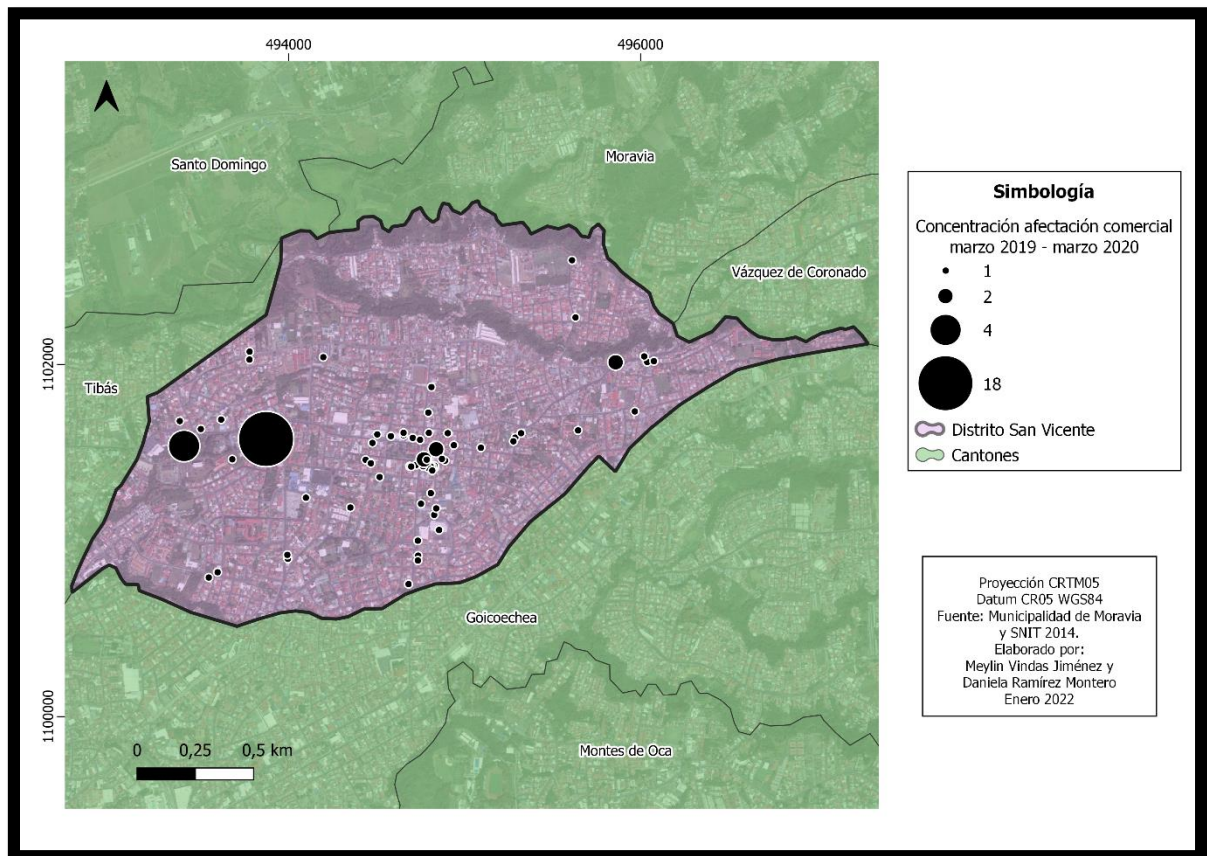 494000
496000
Santo Domingo
Moravia
Vázquez de Coronado
1102000
Tibás
Goicoechea
1100000
Montes de Oca
0 0,25 0,5 km
Simbología
Concentración afectación comercial
marzo 2019 - marzo 2020
1
2
4
18
Distrito San Vicente
Cantones
Proyección CRTM05
Datum CR05 WGS84
Fuente: Municipalidad de Moravia
y SNIT 2014.
Elaborado por:
Meylin Vindas Jiménez y
Daniela Ramírez Montero
Enero 2022